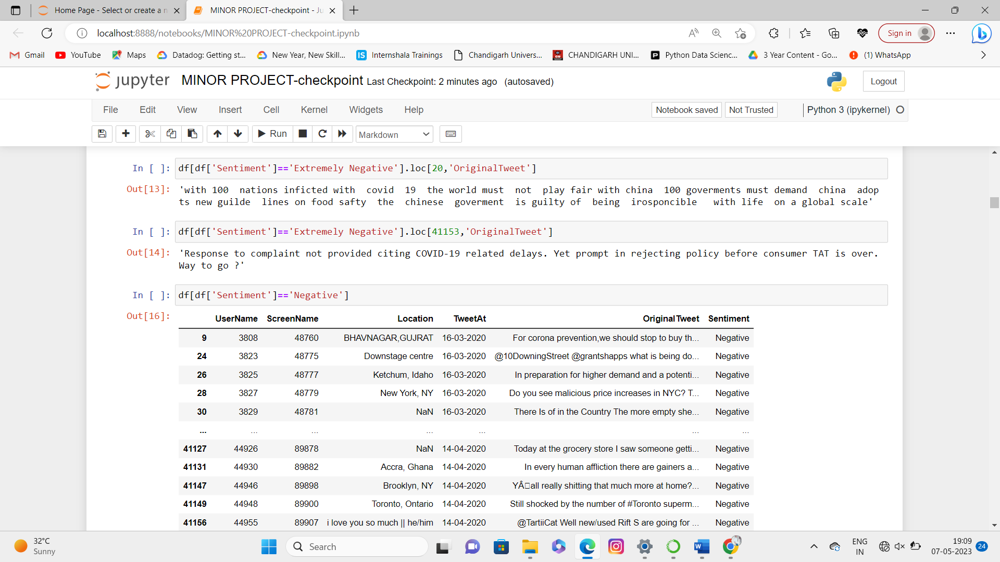 Home Page - Select or create a n
MINOR PROJECT-checkpoint - Ju
localhost:8888/notebooks/MINOR%20PROJECT-checkpoint.ipynb
Sign in
Gmail YouTube Maps Datadog: Getting st... New Year, New Skill... IS Internshala Trainings Chandigarh Univers... CHANDIGARH UNI... Python Data Scienc... 3 Year Content - Go... (1) WhatsApp
jupyter MINOR PROJECT-checkpoint Last Checkpoint: 2 minutes ago (autosaved)
Logout
File Edit View Insert Cell Kernel Widgets Help Notebook saved Not Trusted Python 3 (ipykernel)
Run Markdown
In [ ]: df[df['Sentiment']=='Extremely Negative'].loc[20,'OriginalTweet']
Out[13]: 'with 100  nations inficted with  covid  19  the world must  not  play fair with china  100 goverments must demand  china  adop
ts new guilde  lines on food safty  the  chinese  goverment  is guilty of  being  irosponcible   with life  on a global scale'
In [ ]: df[df['Sentiment']=='Extremely Negative'].loc[41153,'OriginalTweet']
Out[14]: 'Response to complaint not provided citing COVID-19 related delays. Yet prompt in rejecting policy before consumer TAT is over.
Way to go ?'
In [ ]: df[df['Sentiment']=='Negative']
Out[16]:
UserName ScreenName Location TweetAt OriginalTweet Sentiment
9 3808 48760 BHAVNAGAR,GUJRAT 16-03-2020 For corona prevention,we should stop to buy th... Negative
24 3823 48775 Downstage centre 16-03-2020 @10DowningStreet @grantshapps what is being do... Negative
26 3825 48777 Ketchum, Idaho 16-03-2020 In preparation for higher demand and a potenti... Negative
28 3827 48779 New York, NY 16-03-2020 Do you see malicious price increases in NYC? T... Negative
30 3829 48781 NaN 16-03-2020 There Is of in the Country The more empty she... Negative
... ... ... ... ... ... ...
41127 44926 89878 NaN 14-04-2020 Today at the grocery store I saw someone getti... Negative
41131 44930 89882 Accra, Ghana 14-04-2020 In every human affliction there are gainers a... Negative
41147 44946 89898 Brooklyn, NY 14-04-2020 YÂ□all really shitting that much more at home?... Negative
41149 44948 89900 Toronto, Ontario 14-04-2020 Still shocked by the number of #Toronto superm... Negative
41156 44955 89907 i love you so much || he/him 14-04-2020 @TartiiCat Well new/used Rift S are going for ... Negative
32°C
Sunny
Search
ENG
IN
19:09
07-05-2023
24